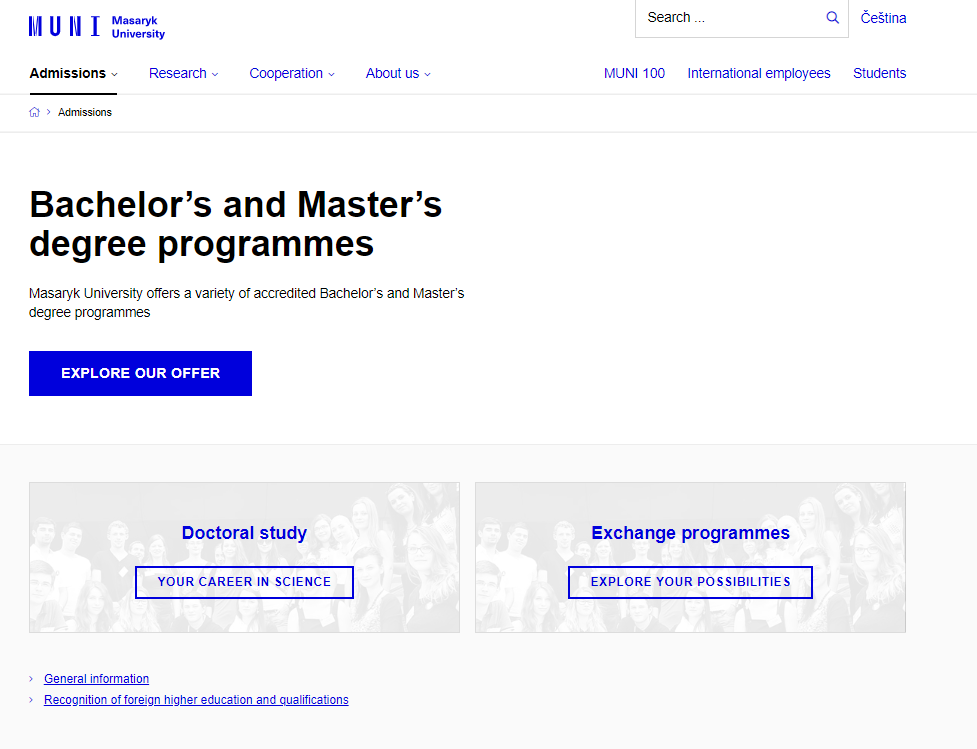 MUNI Masaryk
University
Search ...
Čeština
Admissions Research Cooperation About us MUNI 100 International employees Students
Admissions
Bachelor’s and Master’s
degree programmes
Masaryk University offers a variety of accredited Bachelor’s and Master’s
degree programmes
EXPLORE OUR OFFER
Doctoral study
YOUR CAREER IN SCIENCE
Exchange programmes
EXPLORE YOUR POSSIBILITIES
General information
Recognition of foreign higher education and qualifications